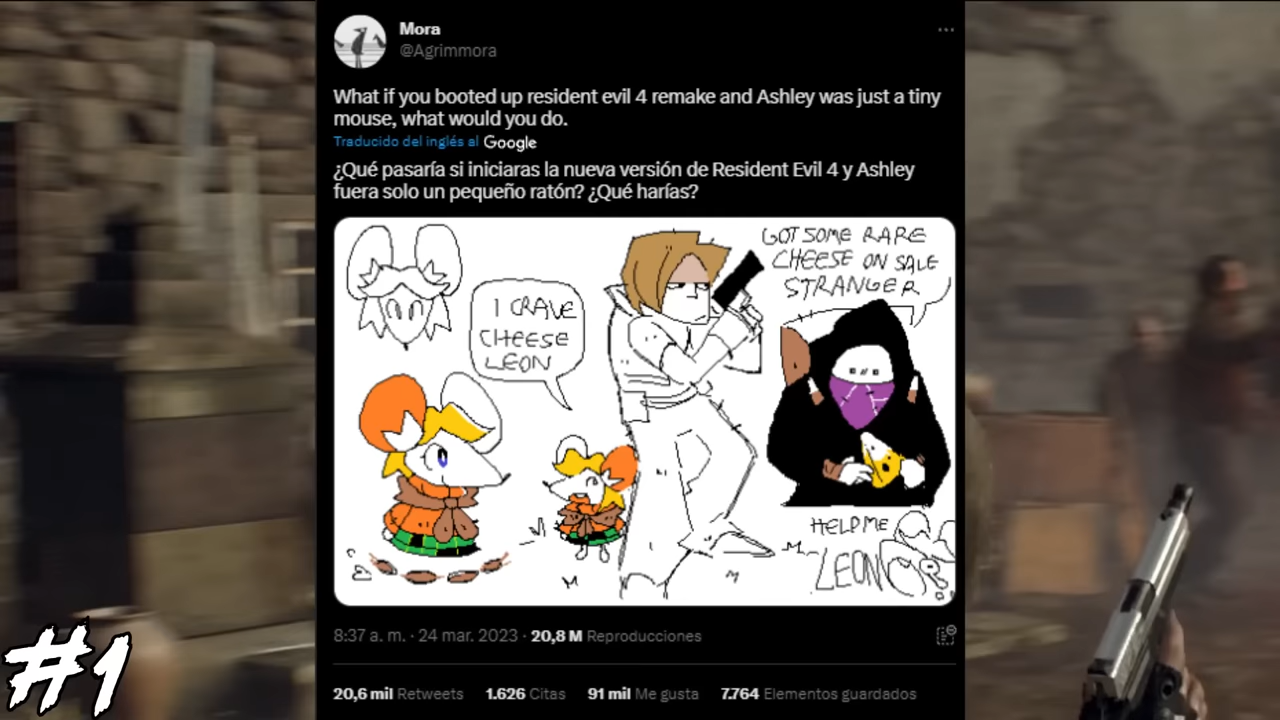 Mora
@Agrimmora
What if you booted up resident evil 4 remake and Ashley was just a tiny
mouse, what would you do.
Traducido del inglés al Google
¿Qué pasaría si iniciaras la nueva versión de Resident Evil 4 y Ashley
fuera solo un pequeño ratón? ¿Qué harías?
I CRAVE
CHEESE
LEON
GOT SOME RARE
CHEESE ON SALE
STRANGER
HELP ME
LEON
8:37 a. m. · 24 mar. 2023 · 20,8 M Reproducciones
20,6 mil Retweets 1.626 Citas 91 mil Me gusta 7.764 Elementos guardados
#1